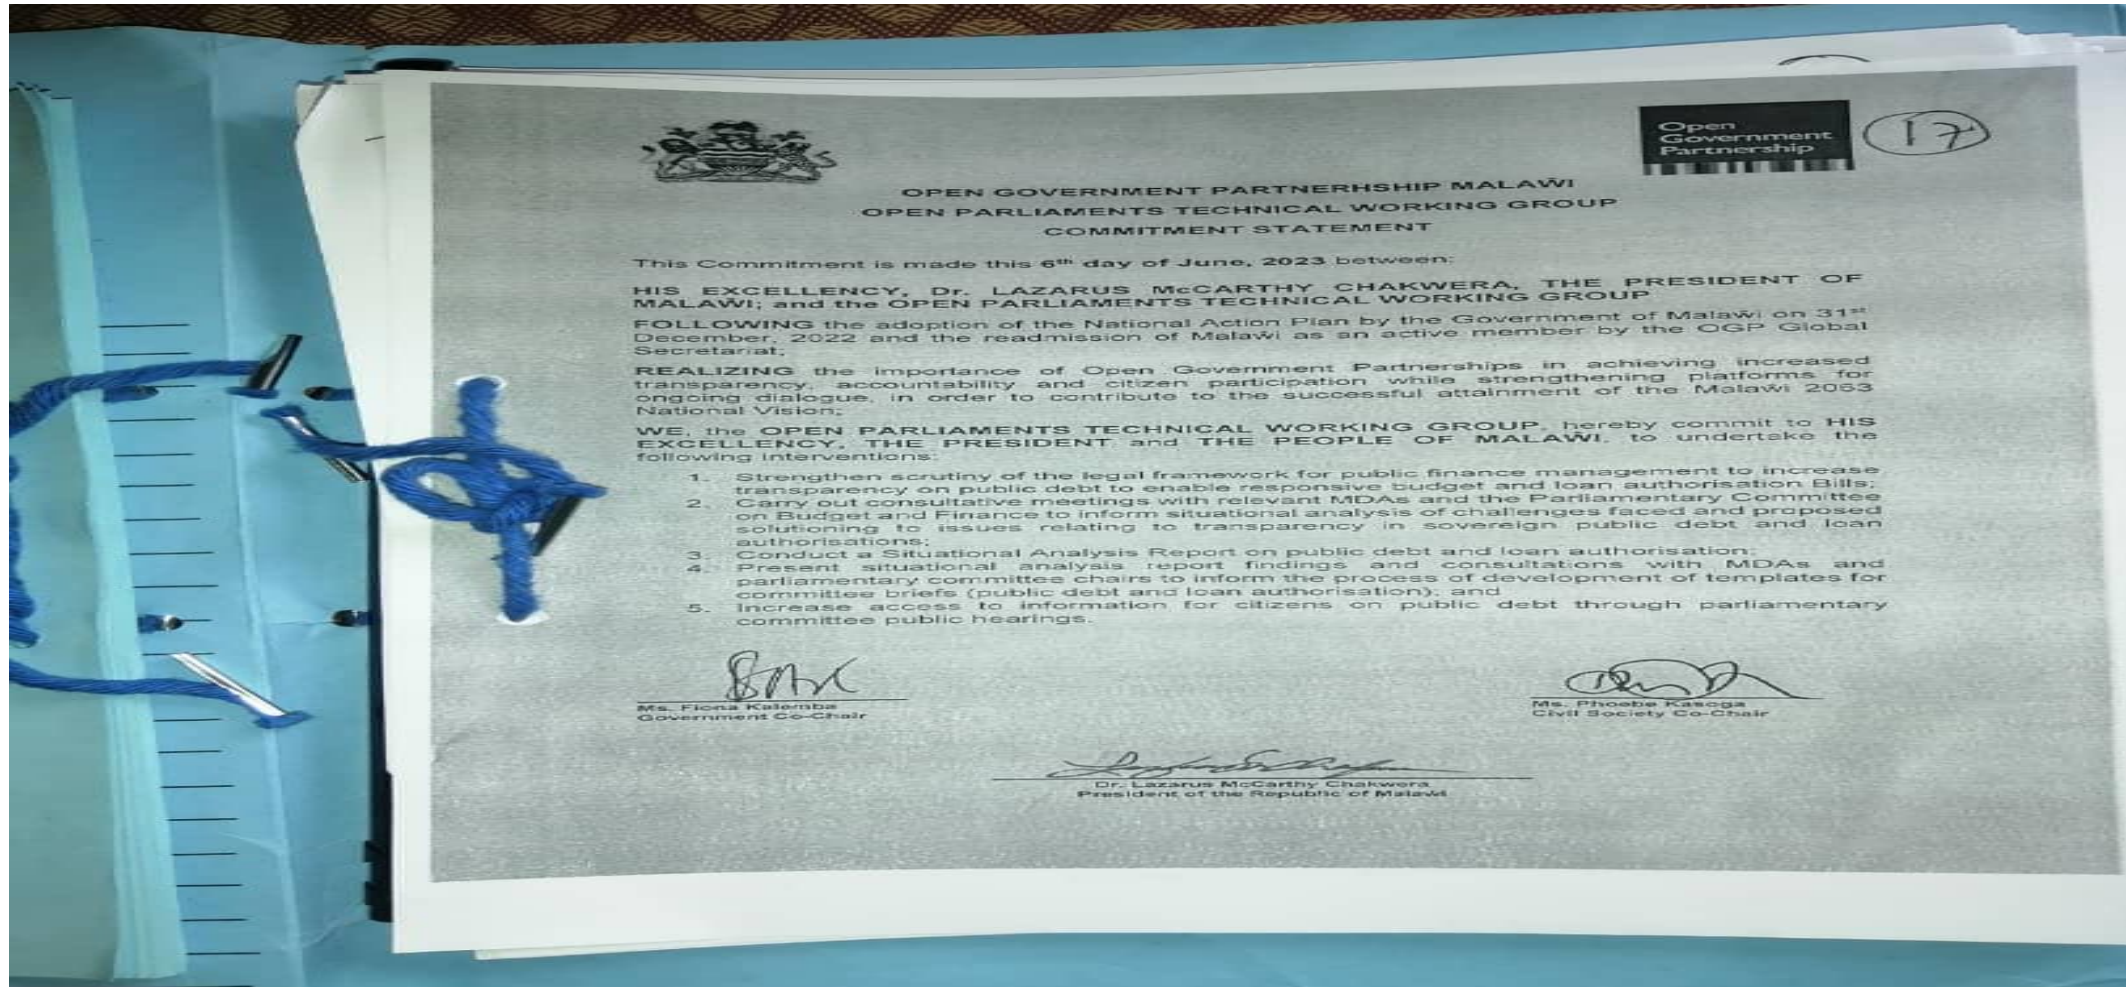 Open
Government
Partnership
17
OPEN GOVERNMENT PARTNERHSHIP MALAŴI
OPEN PARLIAMENTS TECHNICAL WORKING GROUP
COMMITMENT STATEMENT
This Commitment is made this 6th day of June, 2023 between:
HIS EXCELLENCY, Dr. LAZARUS McCARTHY CHAKWERA, THE PRESIDENT OF
MALAŴI; and the OPEN PARLIAMENTS TECHNICAL WORKING GROUP
FOLLOWING the adoption of the National Action Plan by the Government of Malaŵi on 31st
December, 2022 and the readmission of Malaŵi as an active member by the OGP Global
Secretariat;
REALIZING the importance of Open Government Partnerships in achieving increased
transparency, accountability and citizen participation while strengthening platforms for
ongoing dialogue, in order to contribute to the successful attainment of the Malaŵi 2063
National Vision;
WE, the OPEN PARLIAMENTS TECHNICAL WORKING GROUP, hereby commit to HIS
EXCELLENCY, THE PRESIDENT and THE PEOPLE OF MALAŴI, to undertake the
following interventions:
1. Strengthen scrutiny of the legal framework for public finance management to increase
transparency on public debt to enable responsive budget and loan authorisation Bills;
2. Carry out consultative meetings with relevant MDAs and the Parliamentary Committee
on Budget and Finance to inform situational analysis of challenges faced and proposed
solutioning to issues relating to transparency in sovereign public debt and loan
authorisations;
3. Conduct a Situational Analysis Report on public debt and loan authorisation;
4. Present situational analysis report findings and consultations with MDAs and
parliamentary committee chairs to inform the process of development of templates for
committee briefs (public debt and loan authorisation); and
5. Increase access to information for citizens on public debt through parliamentary
committee public hearings.
Ms. Fiona Kalemba
Government Co-Chair
Ms. Phoebe Kasoga
Civil Society Co-Chair
Dr. Lazarus McCarthy Chakwera
President of the Republic of Malaŵi